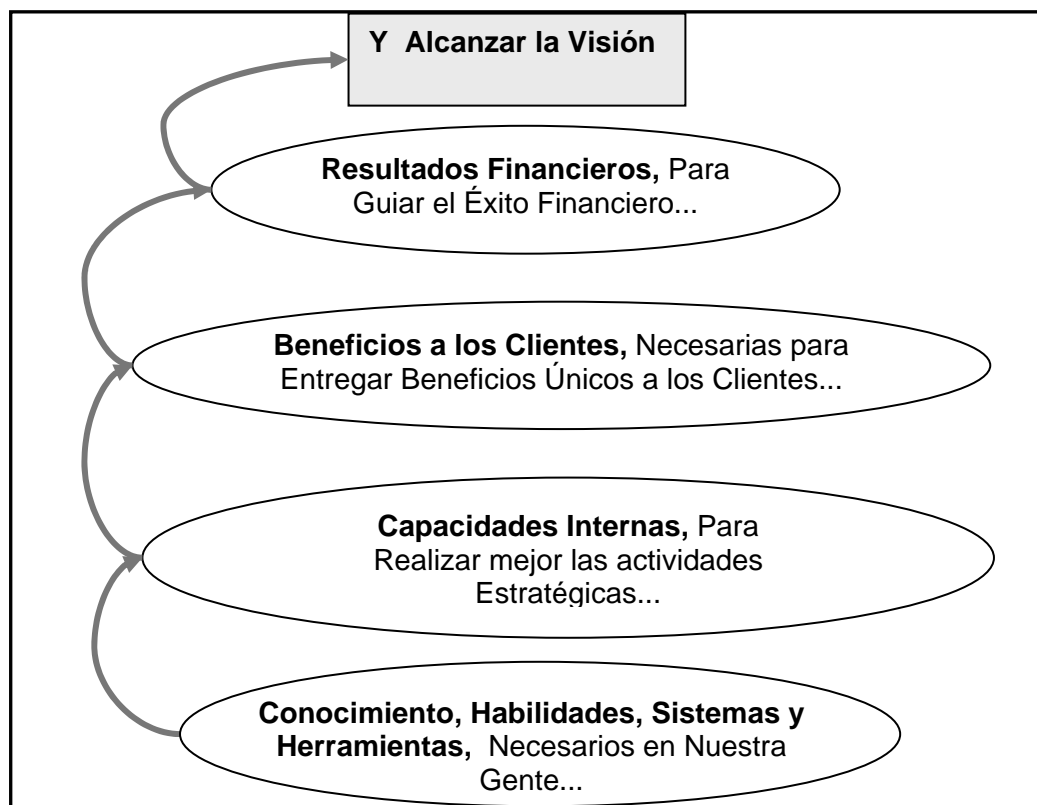 Y Alcanzar la Visión
Resultados Financieros, Para
Guiar el Éxito Financiero...
Beneficios a los Clientes, Necesarias para
Entregar Beneficios Únicos a los Clientes...
Capacidades Internas, Para
Realizar mejor las actividades
Estratégicas...
Conocimiento, Habilidades, Sistemas y
Herramientas, Necesarios en Nuestra
Gente...